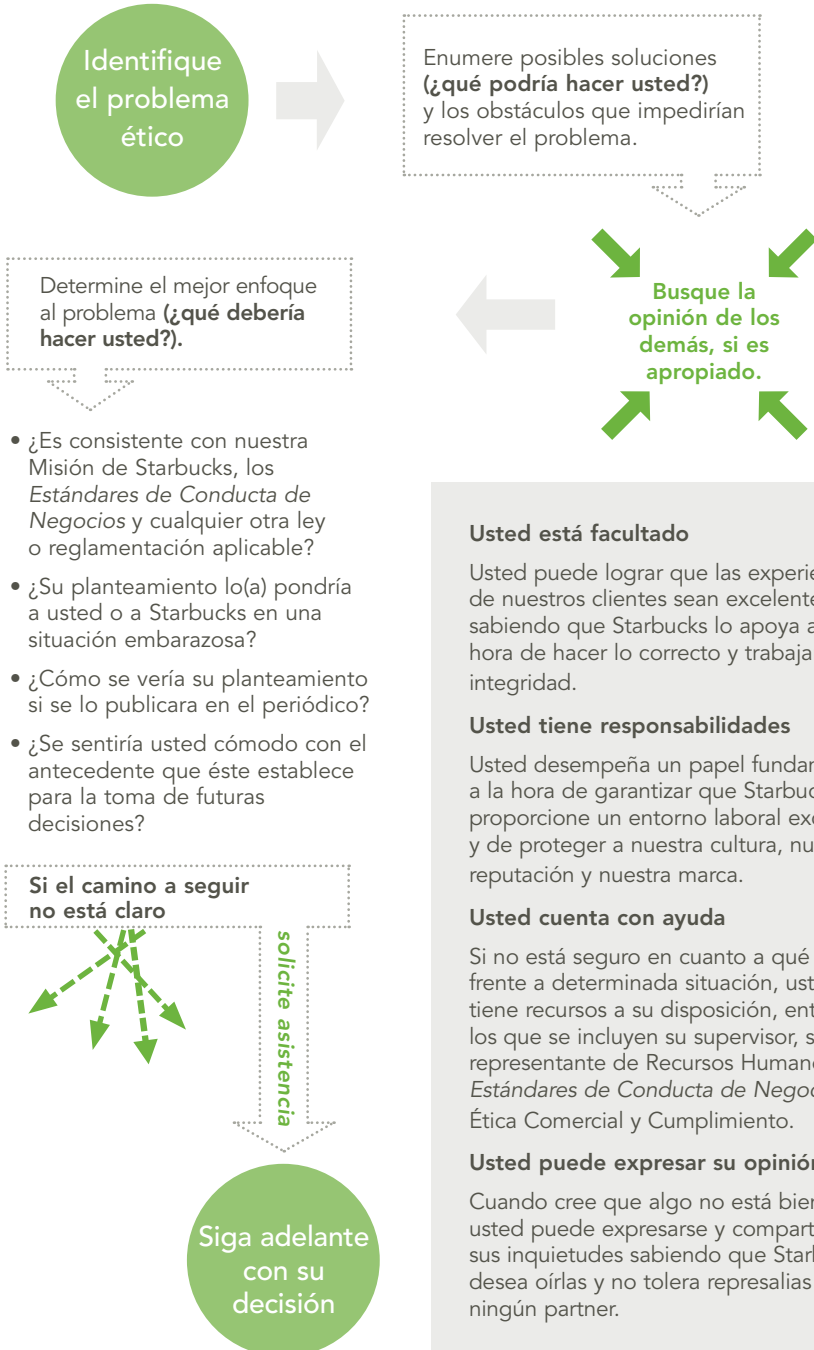 Identifique
el problema
ético
Enumere posibles soluciones
(¿qué podría hacer usted?)
y los obstáculos que impedirían
resolver el problema.
Busque la
opinión de los
demás, si es
apropiado.
Determine el mejor enfoque
al problema (¿qué debería
hacer usted?).
• ¿Es consistente con nuestra
Misión de Starbucks, los
Estándares de Conducta de
Negocios y cualquier otra ley
o reglamentación aplicable?
• ¿Su planteamiento lo(a) pondría
a usted o a Starbucks en una
situación embarazosa?
• ¿Cómo se vería su planteamiento
si se lo publicara en el periódico?
• ¿Se sentiría usted cómodo con el
antecedente que éste establece
para la toma de futuras
decisiones?
Si el camino a seguir
no está claro
solicite asistencia
Siga adelante
con su
decisión
Usted está facultado
Usted puede lograr que las
de nuestros clientes sean
sabiendo que Starbucks lo apoya
hora de hacer lo correcto y trabaja
integridad.
Usted tiene responsabilidades
Usted desempeña un papel
a la hora de garantizar que
proporcione un entorno laboral
y de proteger a nuestra cultura,
reputación y nuestra marca.
Usted cuenta con ayuda
Si no está seguro en cuanto a qué
frente a determinada situación,
tiene recursos a su disposición,
los que se incluyen su supervisor,
representante de Recursos
Estándares de Conducta de
Ética Comercial y Cumplimiento.
Usted puede expresar su opinión
Cuando cree que algo no está bien
usted puede expresarse y
sus inquietudes sabiendo que
desea oírlas y no tolera represalias
ningún partner.